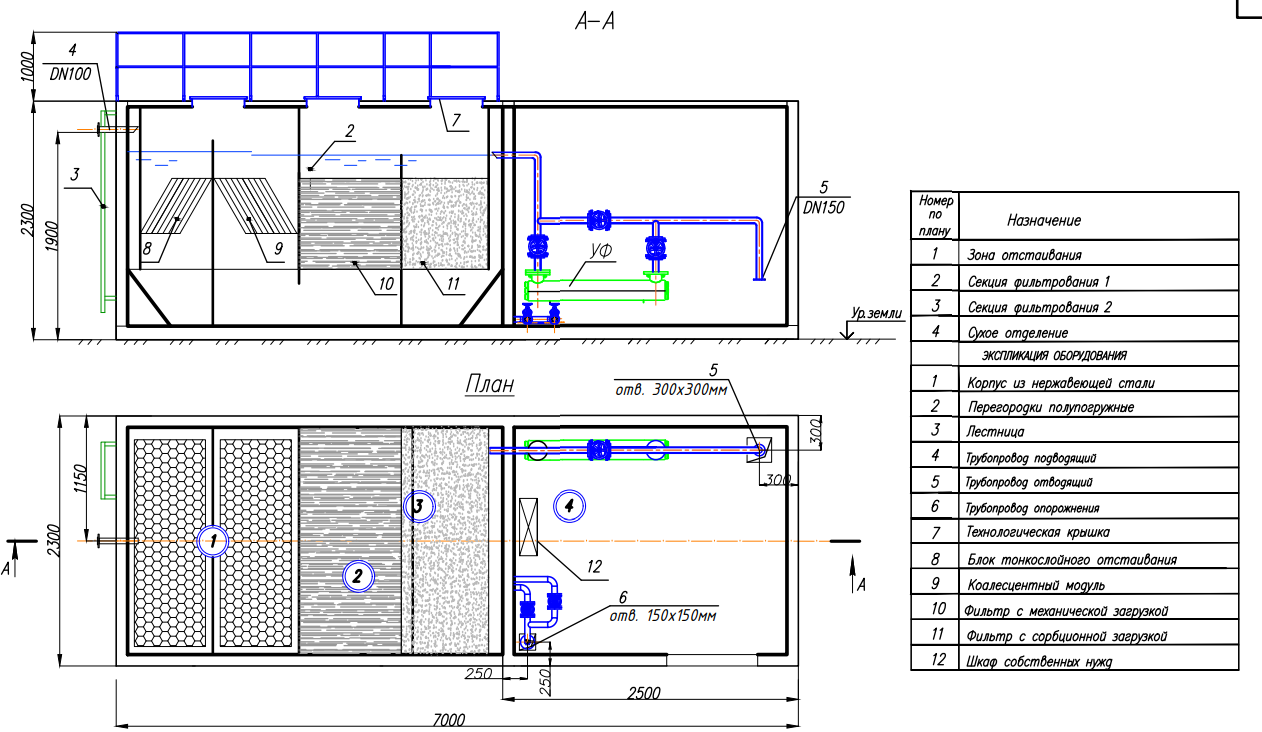 А–А
4
DN100
1000
7
2
3
2300
1900
8
9
10
11
УФ
5
DN150
Ур.земли
План
5
отв. 300х300мм
300
300
1150
2300
А
А
1
2
3
4
12
6
отв. 150х150мм
250
250
2500
7000
Номер
по
плану
Назначение
1 Зона отстаивания
2 Секция фильтрования 1
3 Секция фильтрования 2
4 Сухое отделение
ЭКСПЛИКАЦИЯ ОБОРУДОВАНИЯ
1 Корпус из нержавеющей стали
2 Перегородки полупогружные
3 Лестница
4 Трубопровод подводящий
5 Трубопровод отводящий
6 Трубопровод опорожнения
7 Технологическая крышка
8 Блок тонкослойного отстаивания
9 Коалесцентный модуль
10 Фильтр с механической загрузкой
11 Фильтр с сорбционной загрузкой
12 Шкаф собственных нужд